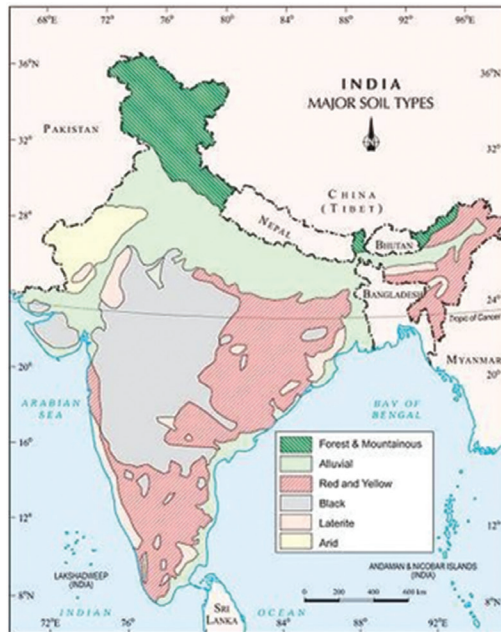 68°E 72° 76° 80° 84° 88° 92° 96°E
36°N
36°N
INDIA
MAJOR SOIL TYPES
N
PAKISTAN
32°
32°
CHINA
(TIBET)
28°
28°
NEPAL
BHUTAN
BANGLADESH
24°
Tropic of Cancer
MYANMAR
20°
20°
ARABIAN
SEA
BAY OF
BENGAL
16°
16°
Forest & Mountainous
Alluvial
Red and Yellow
Black
Laterite
Arid
12°
12°
LAKSHADWEEP
(INDIA)
ANDAMAN & NICOBAR ISLANDS
(INDIA)
0 200 400 600 km
8°N
8°N
SRI
LANKA
INDIAN OCEAN
72°E 76° 80° 84° 88° 92°E